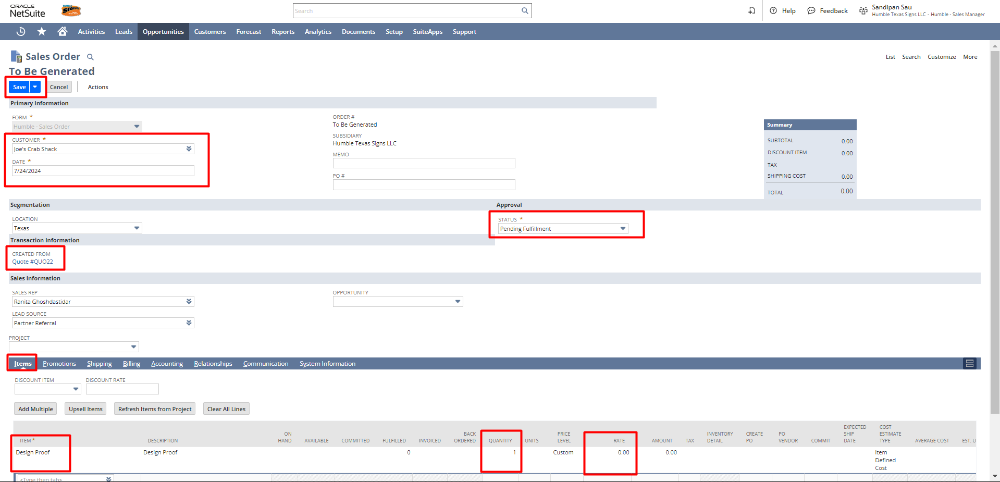 ORACLE
NetSuite
SIGNS
Search
Help
Feedback
Sandipan Sau
Humble Texas Signs LLC - Humble - Sales Manager
Activities Leads Opportunities Customers Forecast Reports Analytics Documents Setup SuiteApps Support
Sales Order
List Search Customize More
To Be Generated
Save Cancel Actions
Primary Information
FORM *
Humble - Sales Order
CUSTOMER *
Joe's Crab Shack
DATE *
7/24/2024
ORDER #
To Be Generated
SUBSIDIARY
Humble Texas Signs LLC
MEMO
PO #
Summary
SUBTOTAL 0.00
DISCOUNT ITEM 0.00
TAX
SHIPPING COST 0.00
TOTAL 0.00
Segmentation
LOCATION
Texas
Approval
STATUS *
Pending Fulfillment
Transaction Information
CREATED FROM
Quote #QUO22
Sales Information
SALES REP
Ranita Ghoshdastidar
LEAD SOURCE
Partner Referral
OPPORTUNITY
PROJECT
Items Promotions Shipping Billing Accounting Relationships Communication System Information
DISCOUNT ITEM DISCOUNT RATE
Add Multiple Upsell Items Refresh Items from Project Clear All Lines
ITEM * DESCRIPTION ON HAND AVAILABLE COMMITTED FULFILLED INVOICED BACK ORDERED QUANTITY UNITS PRICE LEVEL RATE AMOUNT TAX INVENTORY DETAIL CREATE PO PO VENDOR COMMIT EXPECTED SHIP DATE COST ESTIMATE TYPE AVERAGE COST EST. U
Design Proof Design Proof 0 1 Custom 0.00 0.00 Item Defined Cost
<Type then tab>